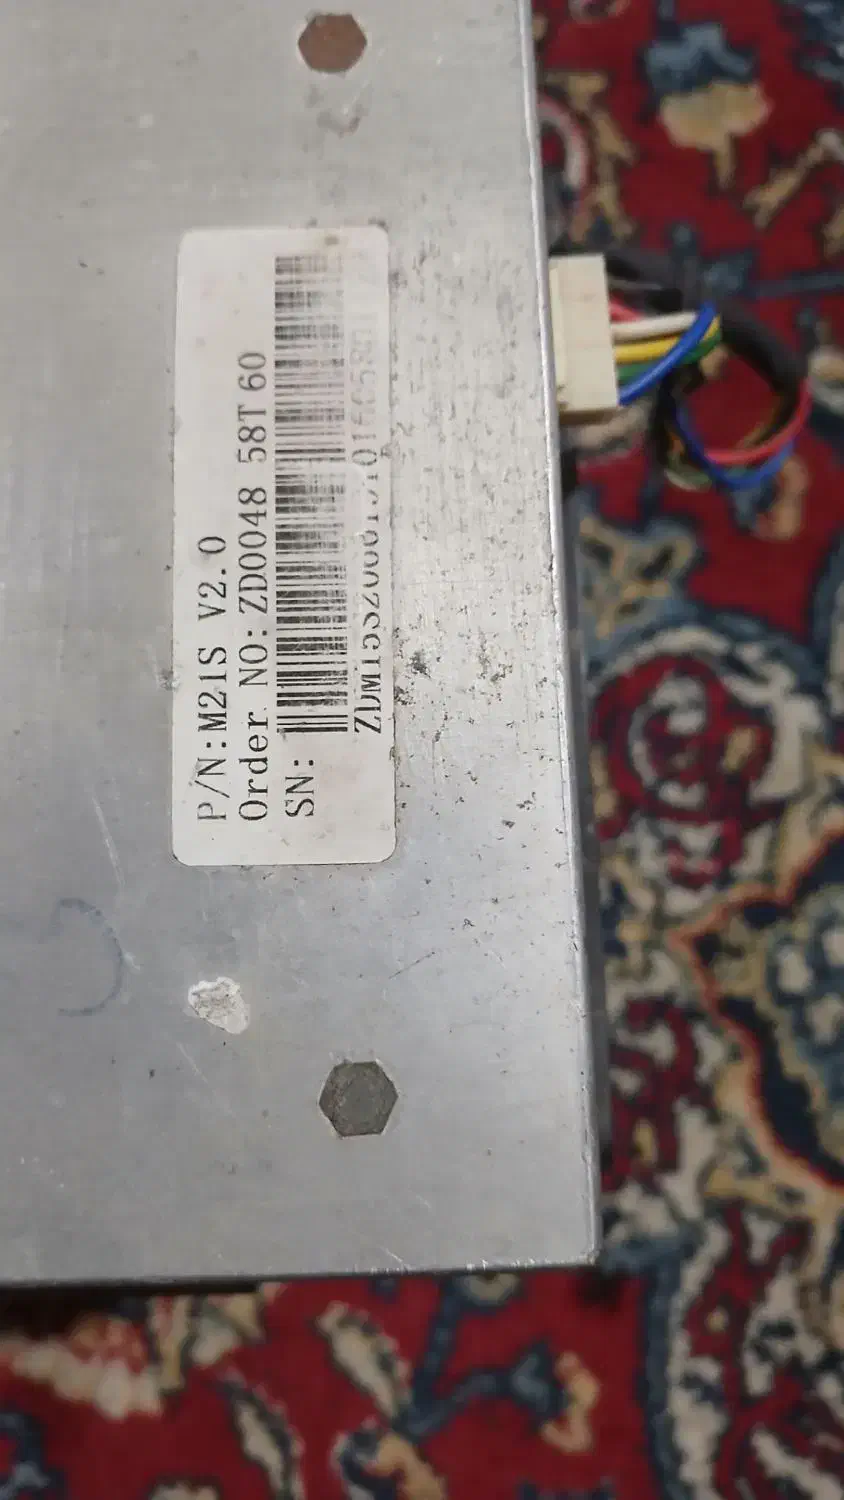 P/N:M21S V2.0
Order NO:ZD0048 58T 60
SN: